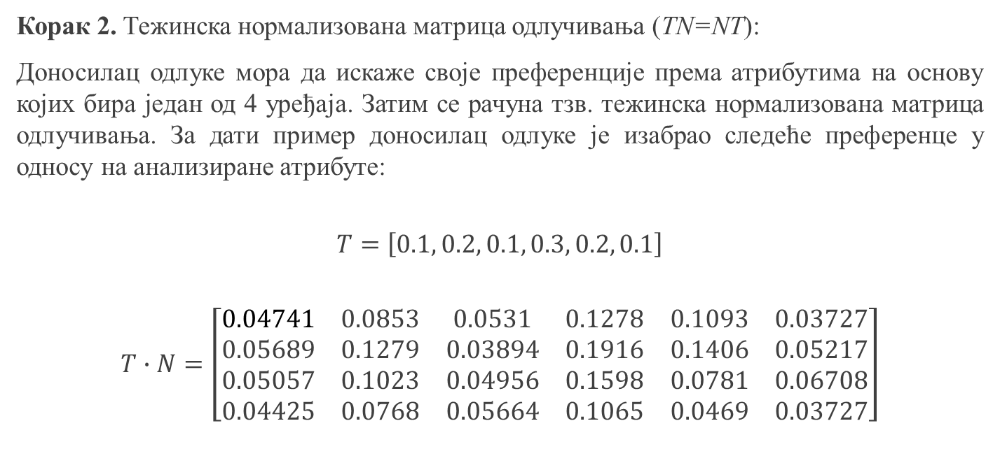 Корак 2. Тежинска нормализована матрица одлучивања (TN=NT):
Доносилац одлуке мора да искаже своје преференције према атрибутима на основу
којих бира један од 4 уређаја. Затим се рачуна тзв. тежинска нормализована матрица
одлучивања. За дати пример доносилац одлуке је изабрао следеће преференце у
односу на анализиране атрибуте:
T = [0.1, 0.2, 0.1, 0.3, 0.2, 0.1]
T · N =
0.04741 0.0853 0.0531 0.1278 0.1093 0.03727
0.05689 0.1279 0.03894 0.1916 0.1406 0.05217
0.05057 0.1023 0.04956 0.1598 0.0781 0.06708
0.04425 0.0768 0.05664 0.1065 0.0469 0.03727